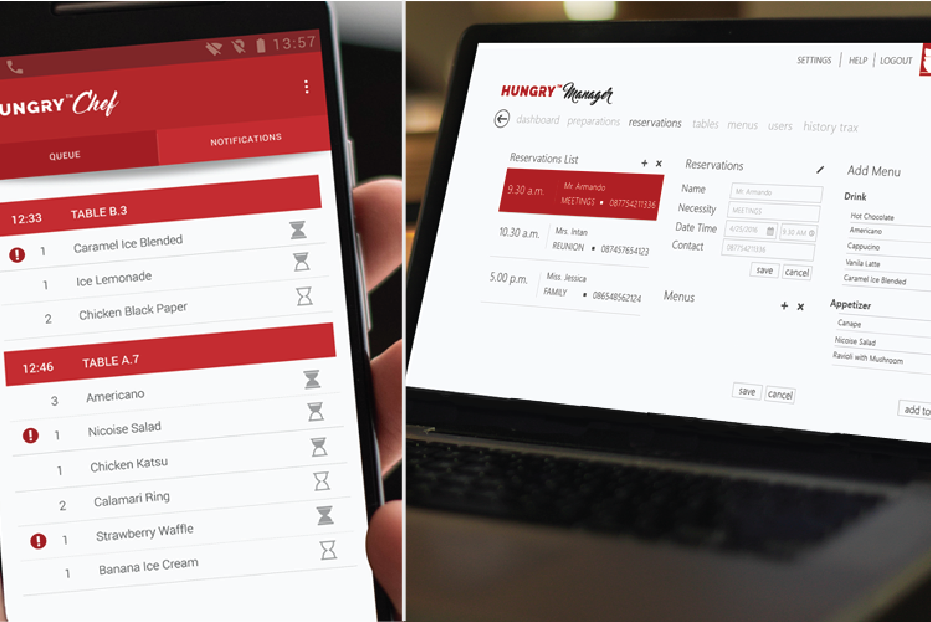 13:57
HUNGRY™ Chef
QUEUE
NOTIFICATIONS
12:33 TABLE B.3
1 Caramel Ice Blended
1 Ice Lemonade
2 Chicken Black Paper
12:46 TABLE A.7
3 Americano
1 Nicoise Salad
1 Chicken Katsu
2 Calamari Ring
1 Strawberry Waffle
1 Banana Ice Cream
SETTINGS | HELP | LOGOUT
HUNGRY™ Manager
dashboard preparations reservations tables menus users history trax
Reservations List + ×
9.30 a.m. Mr. Armando
MEETINGS • 087754211336
10.30 a.m. Mrs. Intan
REUNION • 087457654123
5.00 p.m. Miss. Jessica
FAMILY • 086548562124
Reservations
Name Mr. Armando
Necessity MEETINGS
Date Time 4/25/2016 9:30 AM
Contact 087754211336
save cancel
Menus + ×
save cancel
Add Menu
Drink
Hot Chocolate
Americano
Cappucino
Vanila Latte
Caramel Ice Blended
Appetizer
Canape
Nicoise Salad
Ravioli with Mushroom
add to